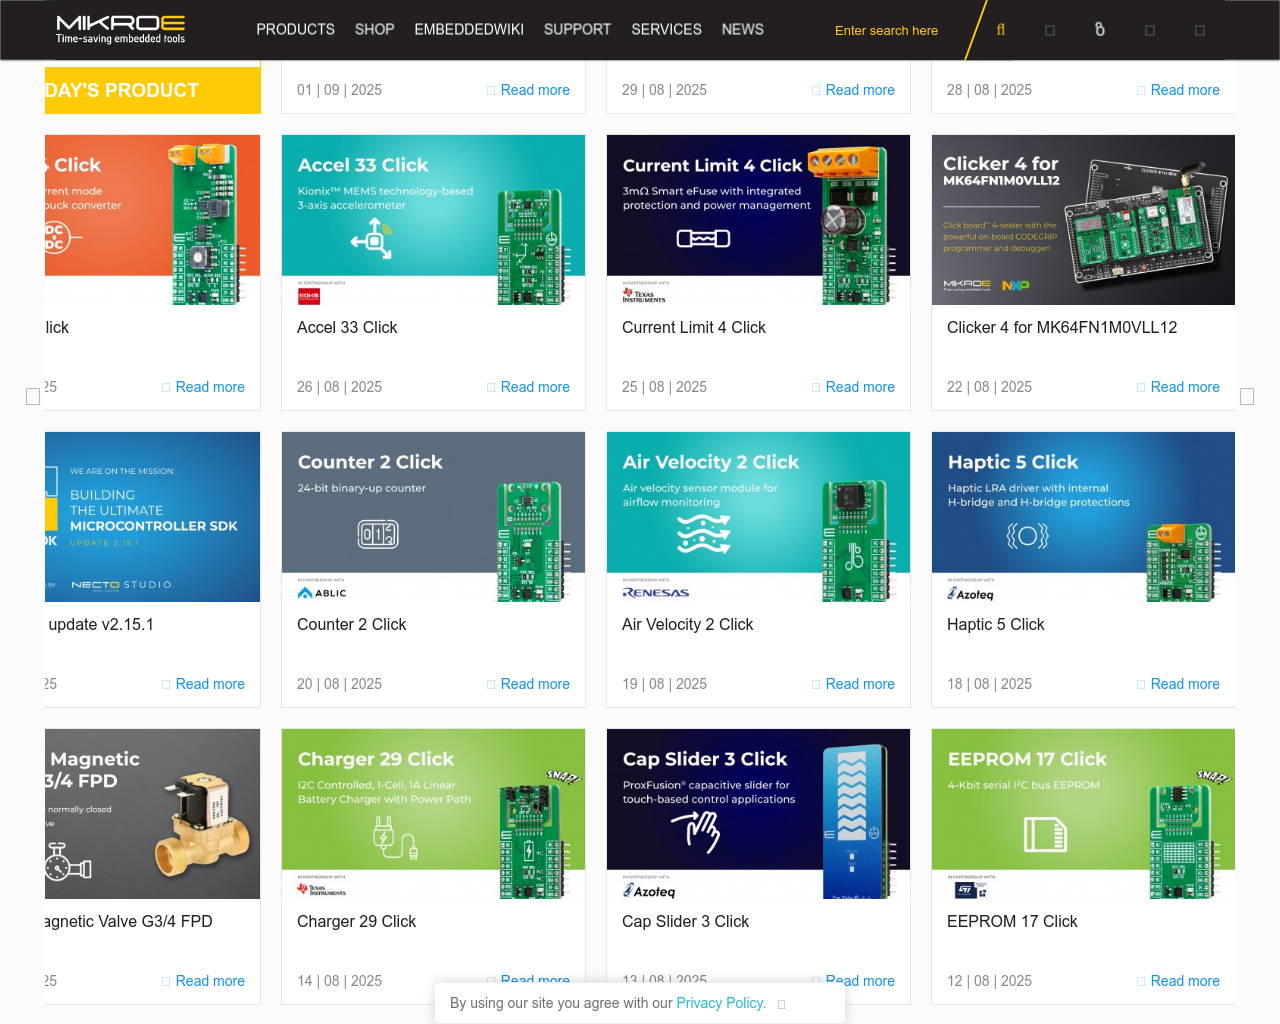 MIKROE
Time-saving embedded tools
PRODUCTS SHOP EMBEDDEDWIKI SUPPORT SERVICES NEWS
Enter search here
DAY'S PRODUCT
01 | 09 | 2025 Read more
29 | 08 | 2025 Read more
28 | 08 | 2025 Read more
4 Click
rrent mode
buck converter
DC
DC
lick
25 Read more
Accel 33 Click
Kionix™ MEMS technology-based
3-axis accelerometer
IN PARTNERSHIP WITH
ROHM
Accel 33 Click
26 | 08 | 2025 Read more
Current Limit 4 Click
3mΩ Smart eFuse with integrated
protection and power management
IN PARTNERSHIP WITH
TEXAS
INSTRUMENTS
Current Limit 4 Click
25 | 08 | 2025 Read more
Clicker 4 for
MK64FN1M0VLL12
Click board™ 4-seater with the
powerful on-board CODEGRIP
programmer and debugger!
MIKROE
Time-saving embedded tools
NXP
Clicker 4 for MK64FN1M0VLL12
22 | 08 | 2025 Read more
WE ARE ON THE MISSION:
BUILDING
THE ULTIMATE
MICROCONTROLLER SDK
UPDATE 2.15.1
DK
BY NECTO STUDIO
update v2.15.1
25 Read more
Counter 2 Click
24-bit binary-up counter
IN PARTNERSHIP WITH
ABLIC
Counter 2 Click
20 | 08 | 2025 Read more
Air Velocity 2 Click
Air velocity sensor module for
airflow monitoring
IN PARTNERSHIP WITH
RENESAS
Air Velocity 2 Click
19 | 08 | 2025 Read more
Haptic 5 Click
Haptic LRA driver with internal
H-bridge and H-bridge protections
IN PARTNERSHIP WITH
Azoteq
Haptic 5 Click
18 | 08 | 2025 Read more
Magnetic
3/4 FPD
normally closed
ve
agnetic Valve G3/4 FPD
25 Read more
Charger 29 Click
I2C Controlled, 1-Cell, 1A Linear
Battery Charger with Power Path
SNAP!
IN PARTNERSHIP WITH
TEXAS
INSTRUMENTS
Charger 29 Click
14 | 08 | 2025 Read more
Cap Slider 3 Click
ProxFusion® capacitive slider for
touch-based control applications
IN PARTNERSHIP WITH
Azoteq
Cap Slider 3 Click
13 | 08 | 2025 Read more
EEPROM 17 Click
4-Kbit serial I²C bus EEPROM
SNAP!
IN PARTNERSHIP WITH
ST
EEPROM 17 Click
12 | 08 | 2025 Read more
By using our site you agree with our Privacy Policy.